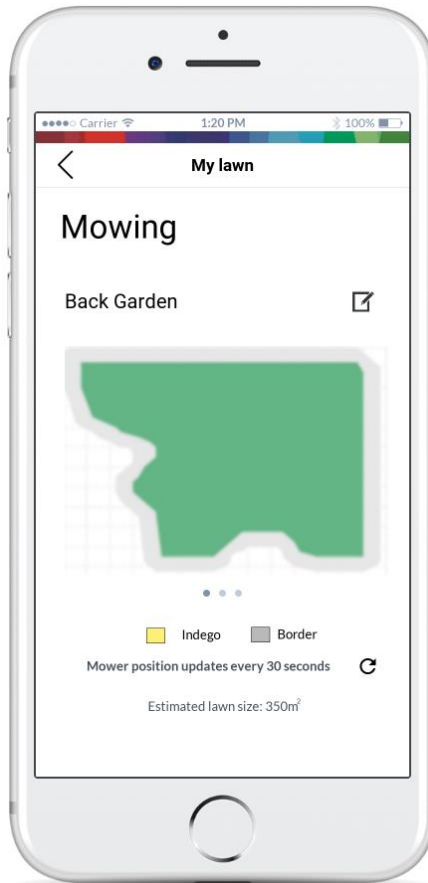 Carrier 1:20 PM 100%
My lawn
Mowing
Back Garden
Indego Border
Mower position updates every 30 seconds
Estimated lawn size: 350m²